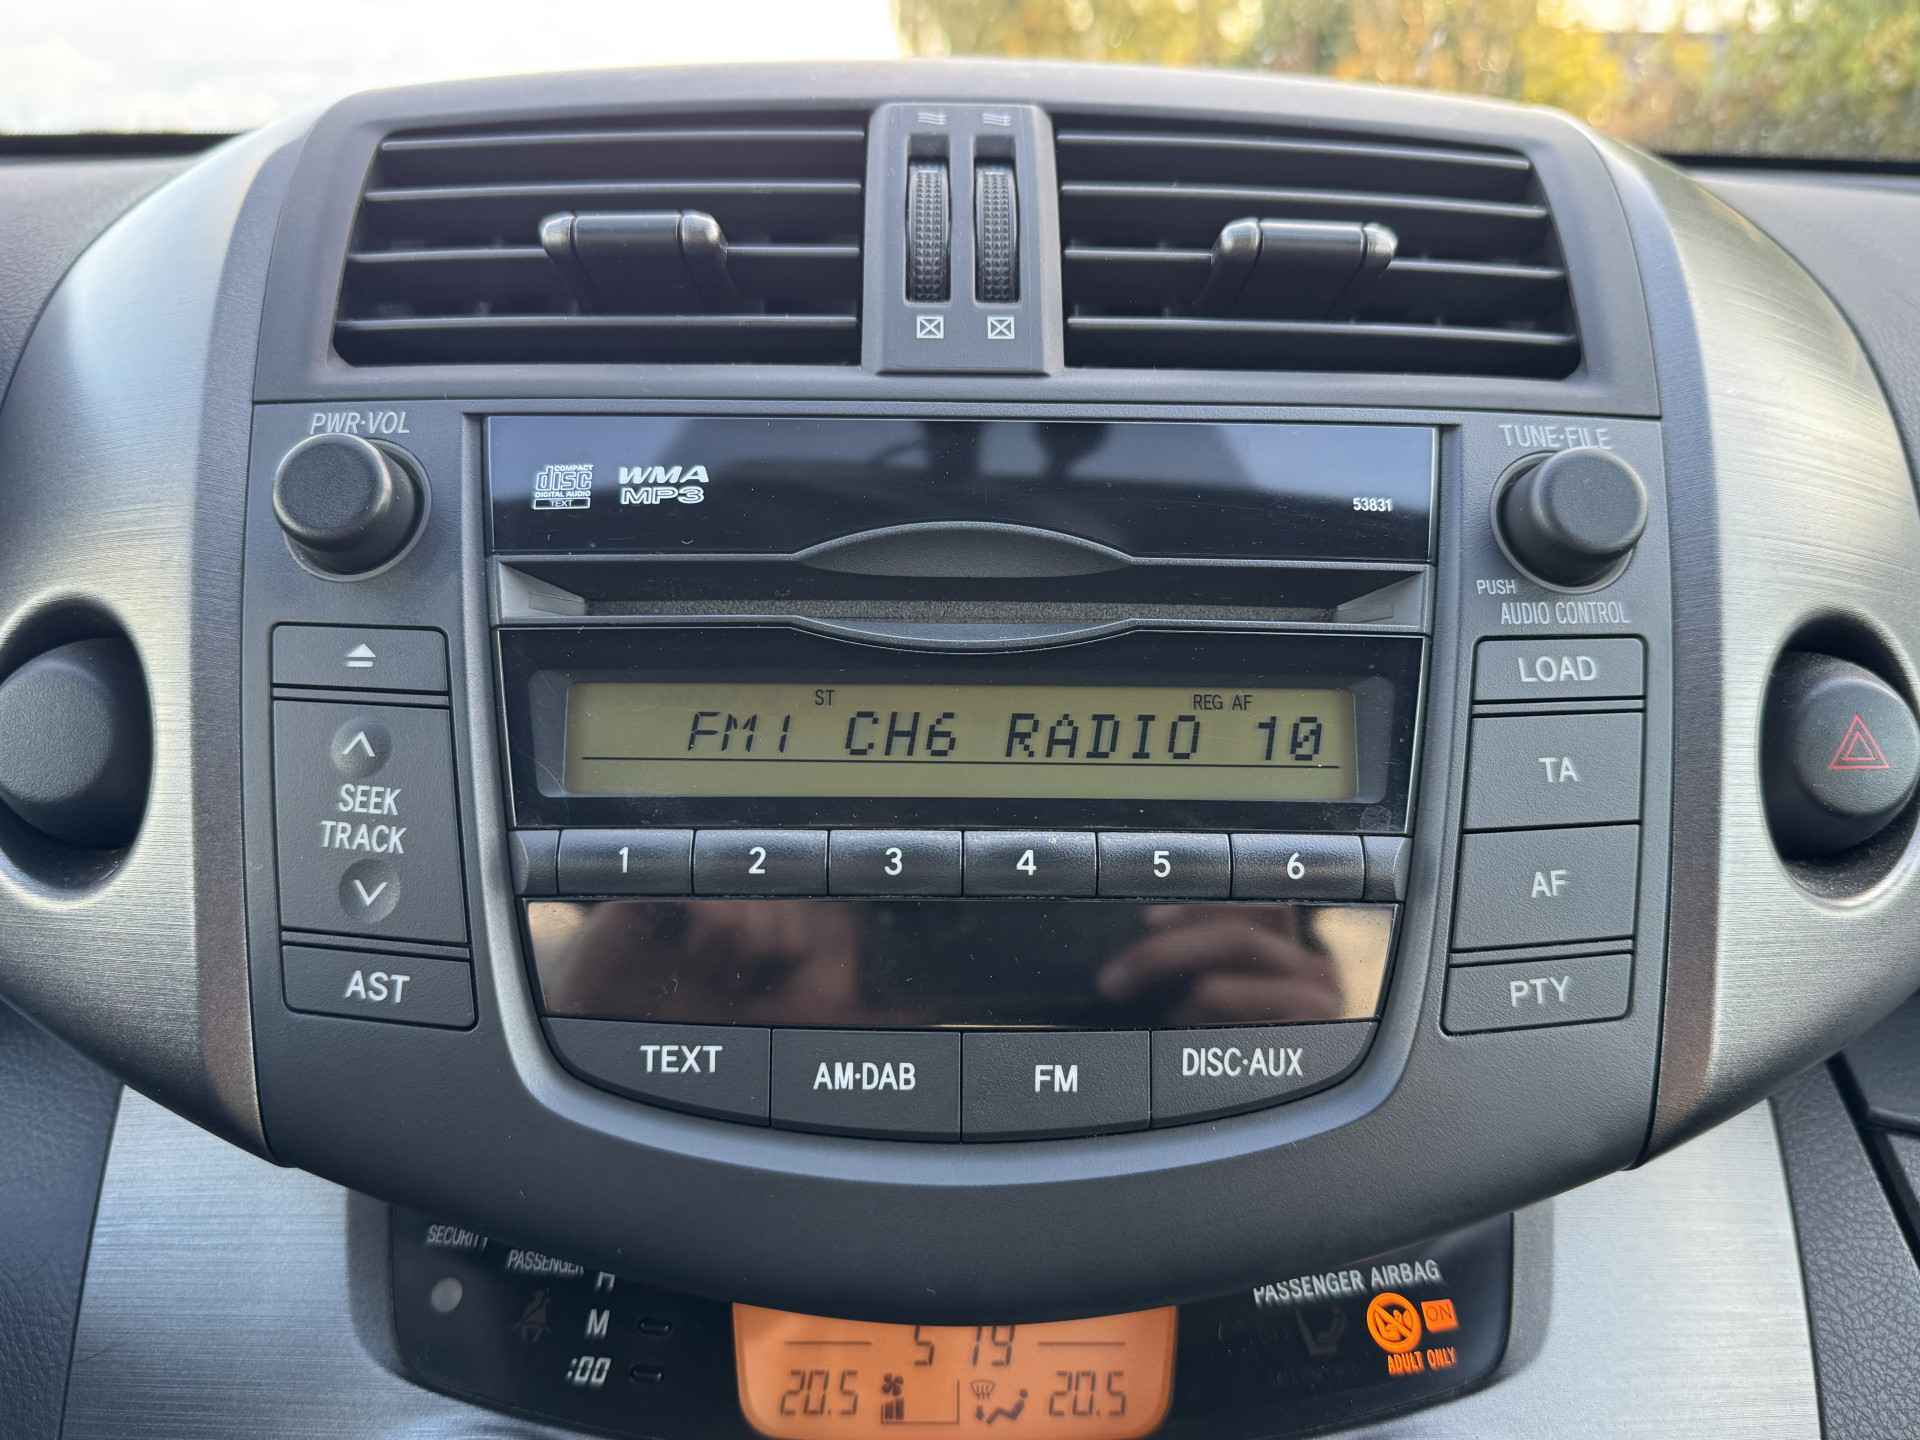 PWR·VOL
COMPACT
disc
DIGITAL AUDIO
TEXT
WMA
MP3
53831
TUNE·FILE
PUSH
AUDIO CONTROL
SEEK
TRACK
AST
ST
REG AF
FM1 CH6 RADIO 10
LOAD
TA
AF
PTY
1 2 3 4 5 6
TEXT
AM·DAB
FM
DISC·AUX
SECURITY
PASSENGER
H
M
:00
5 19
20.5
20.5
PASSENGER AIRBAG
ON
ADULT ONLY